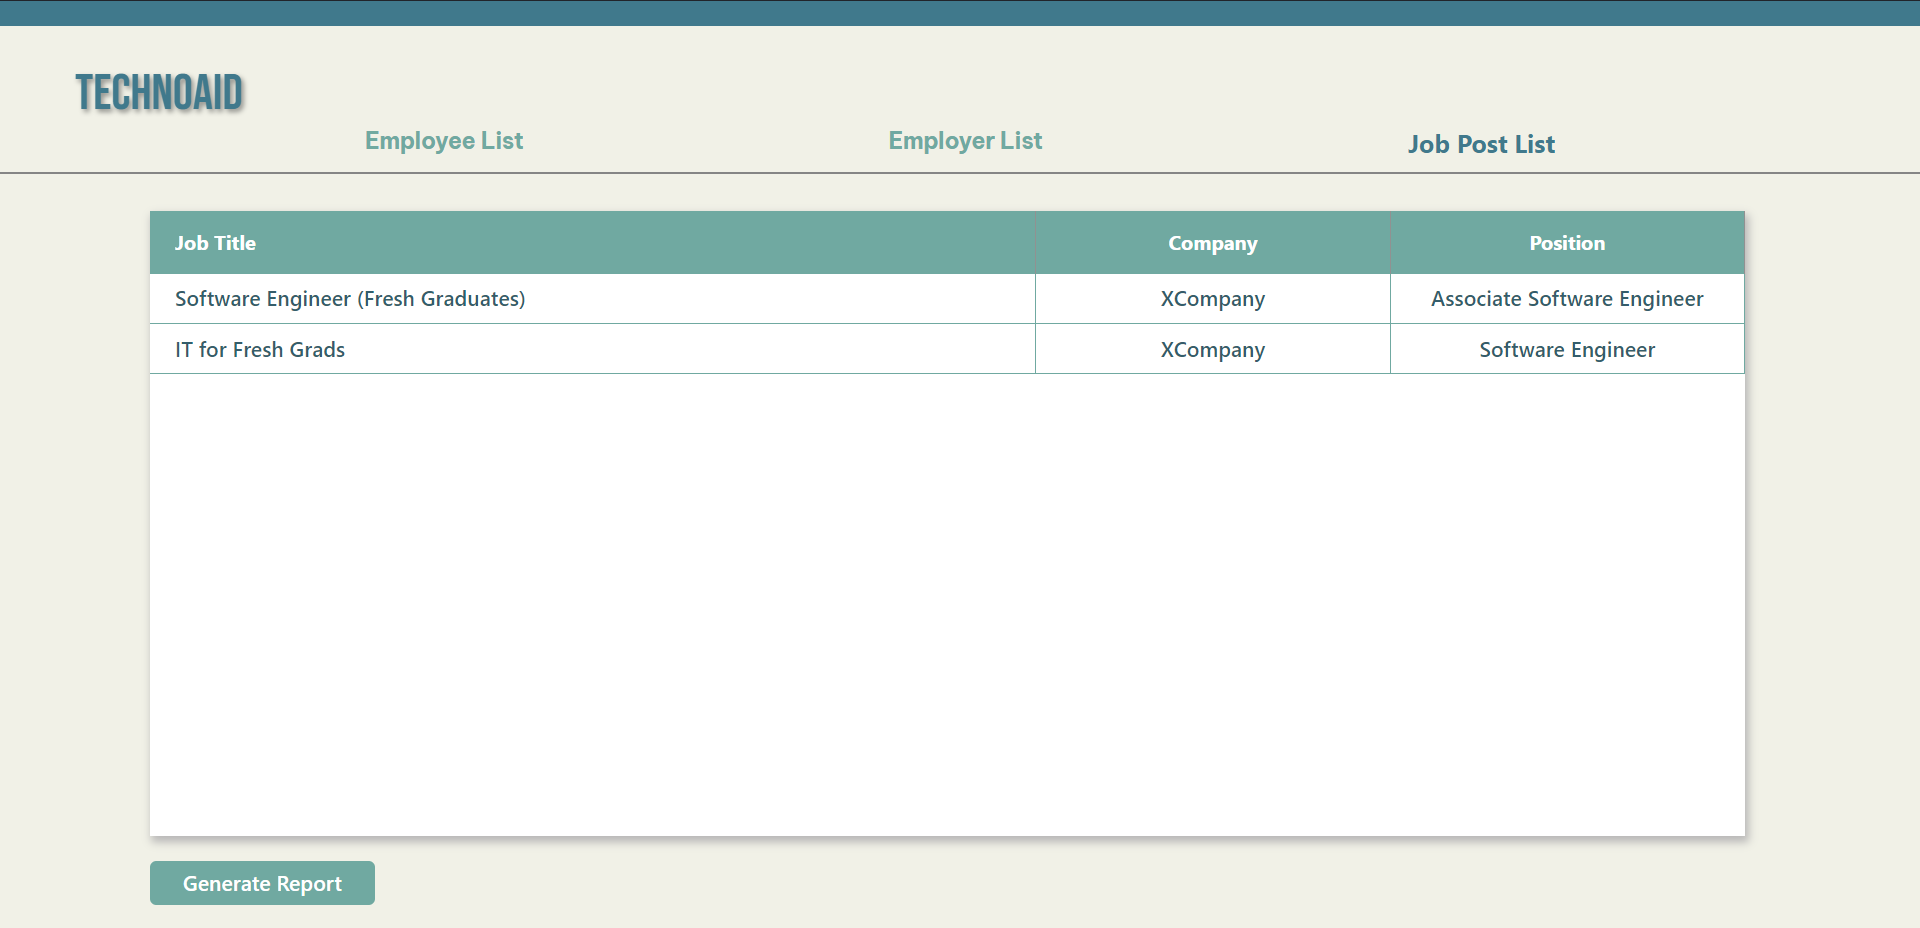 TECHNOAID
Employee List Employer List Job Post List
Job Title Company Position
Software Engineer (Fresh Graduates) XCompany Associate Software Engineer
IT for Fresh Grads XCompany Software Engineer
Generate Report